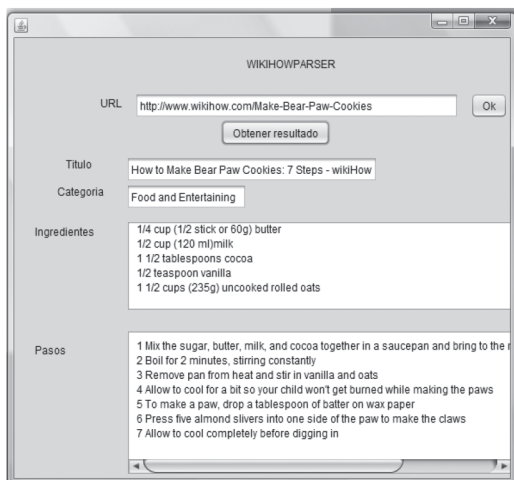 WIKIHOWPARSER
URL
http://www.wikihow.com/Make-Bear-Paw-Cookies
Ok
Obtener resultado
Titulo
How to Make Bear Paw Cookies: 7 Steps - wikiHow
Categoria
Food and Entertaining
Ingredientes
1/4 cup (1/2 stick or 60g) butter
1/2 cup (120 ml)milk
1 1/2 tablespoons cocoa
1/2 teaspoon vanilla
1 1/2 cups (235g) uncooked rolled oats
Pasos
1 Mix the sugar, butter, milk, and cocoa together in a saucepan and bring to the
2 Boil for 2 minutes, stirring constantly
3 Remove pan from heat and stir in vanilla and oats
4 Allow to cool for a bit so your child won't get burned while making the paws
5 To make a paw, drop a tablespoon of batter on wax paper
6 Press five almond slivers into one side of the paw to make the claws
7 Allow to cool completely before digging in